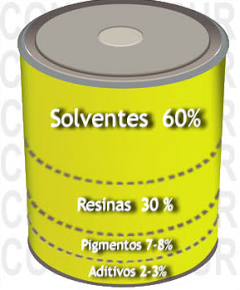 Solventes 60%
Resinas 30 %
Pigmentos 7-8%
Aditivos 2-3%